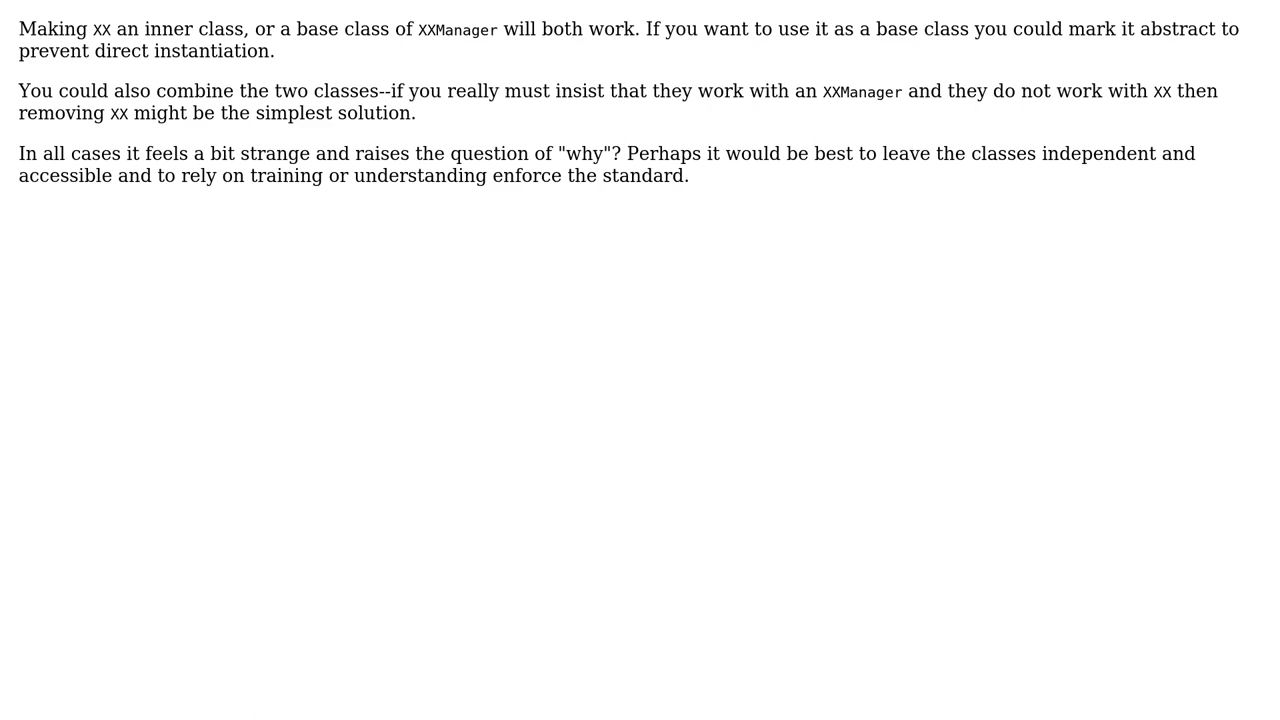 Making XX an inner class, or a base class of XXManager will both work. If you want to use it as a base class you could mark it abstract to
prevent direct instantiation.
You could also combine the two classes--if you really must insist that they work with an XXManager and they do not work with XX then
removing XX might be the simplest solution.
In all cases it feels a bit strange and raises the question of "why"? Perhaps it would be best to leave the classes independent and
accessible and to rely on training or understanding enforce the standard.